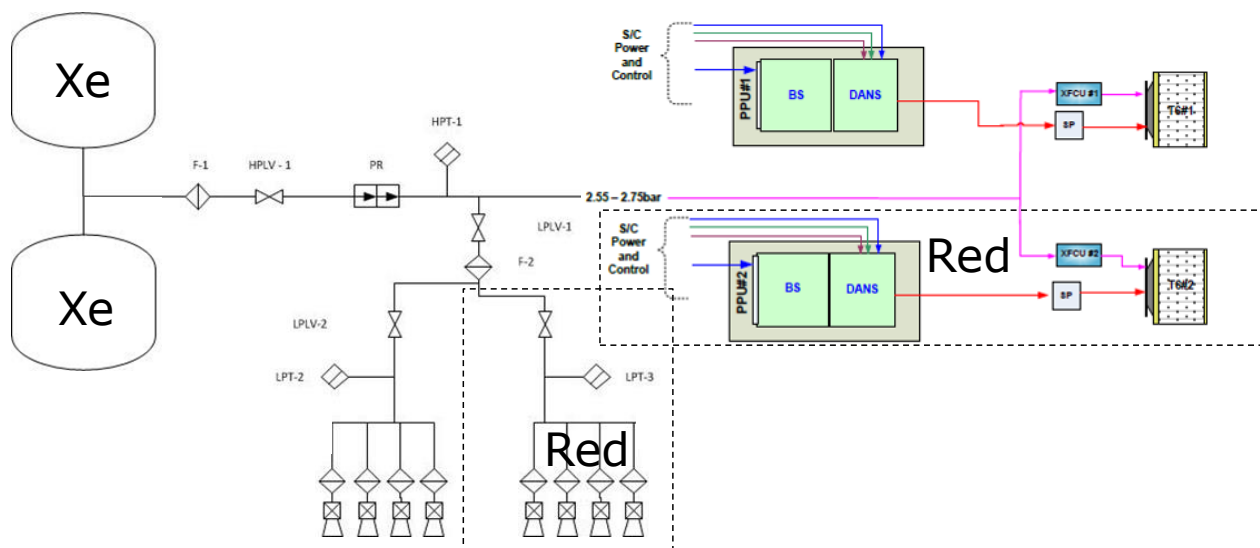 Xe
Xe
F-1
HPLV - 1
PR
HPT-1
2.55 – 2.75bar
LPLV-1
F-2
LPLV-2
LPT-2
LPT-3
Red
S/C
Power
and
Control
PPU#1
BS
DANS
XFCU #1
SP
T6#1
S/C
Power
and
Control
PPU#2
BS
DANS
Red
XFCU #2
SP
T6#2